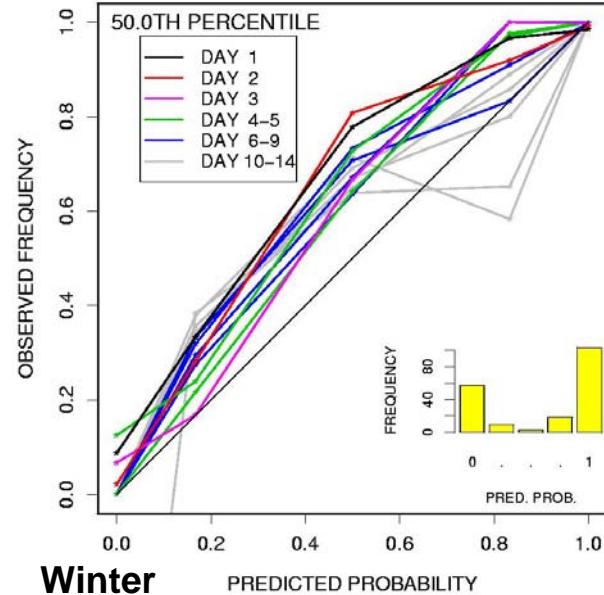 50.0TH PERCENTILE
DAY 1
DAY 2
DAY 3
DAY 4-5
DAY 6-9
DAY 10-14
OBSERVED FREQUENCY
1.0
0.8
0.6
0.4
0.2
0.0
0.0 0.2 0.4 0.6 0.8 1.0
FREQUENCY
80
40
0
0 . . . 1
PRED. PROB.
Winter PREDICTED PROBABILITY